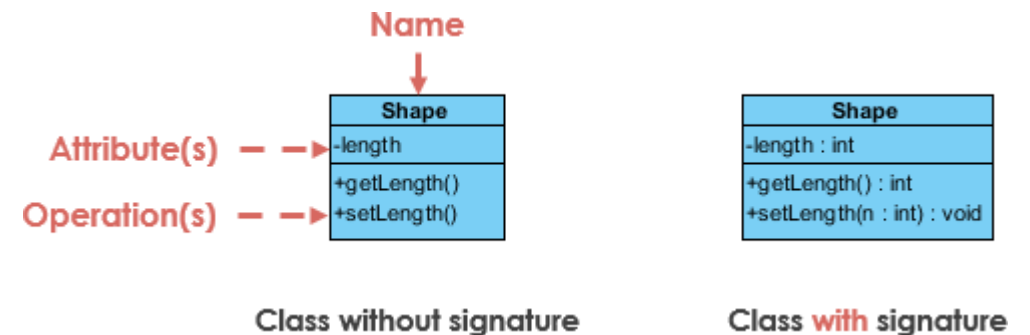 Name
Shape
Attribute(s)
-length
+getLength()
Operation(s)
+setLength()
Class without signature
Shape
-length : int
+getLength() : int
+setLength(n : int) : void
Class with signature